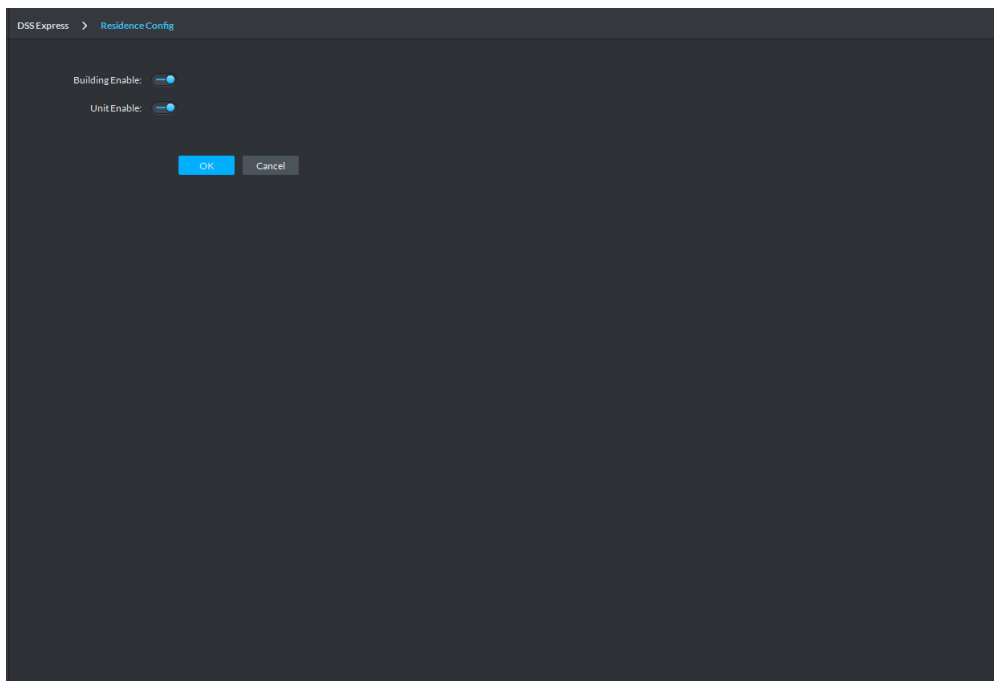 DSS Express > Residence Config
Building Enable:
Unit Enable:
OK Cancel